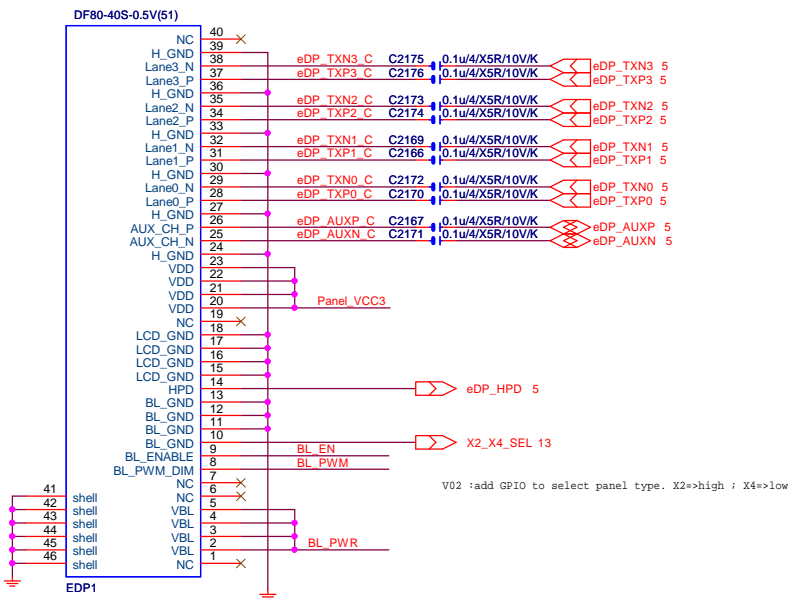 DF80-40S-0.5V(51)
NC 40
H_GND 39
Lane3_N 38 eDP_TXN3_C C2175 0.1u/4/X5R/10V/K eDP_TXN3 5
Lane3_P 37 eDP_TXP3_C C2176 0.1u/4/X5R/10V/K eDP_TXP3 5
H_GND 36
Lane2_N 35 eDP_TXN2_C C2173 0.1u/4/X5R/10V/K eDP_TXN2 5
Lane2_P 34 eDP_TXP2_C C2174 0.1u/4/X5R/10V/K eDP_TXP2 5
H_GND 33
Lane1_N 32 eDP_TXN1_C C2169 0.1u/4/X5R/10V/K eDP_TXN1 5
Lane1_P 31 eDP_TXP1_C C2166 0.1u/4/X5R/10V/K eDP_TXP1 5
H_GND 30
Lane0_N 29 eDP_TXN0_C C2172 0.1u/4/X5R/10V/K eDP_TXN0 5
Lane0_P 28 eDP_TXP0_C C2170 0.1u/4/X5R/10V/K eDP_TXP0 5
H_GND 27
AUX_CH_P 26 eDP_AUXP_C C2167 0.1u/4/X5R/10V/K eDP_AUXP 5
AUX_CH_N 25 eDP_AUXN_C C2171 0.1u/4/X5R/10V/K eDP_AUXN 5
H_GND 24
VDD 23
VDD 22
VDD 21
VDD 20 Panel_VCC3
NC 19
LCD_GND 18
LCD_GND 17
LCD_GND 16
LCD_GND 15
HPD 14 eDP_HPD 5
BL_GND 13
BL_GND 12
BL_GND 11
BL_GND 10 X2_X4_SEL 13
BL_ENABLE 9 BL_EN
BL_PWM_DIM 8 BL_PWM
NC 7
V02 :add GPIO to select panel type. X2=>high ; X4=>low
41 shell NC 6
42 shell VBL 5
43 shell VBL 4
44 shell VBL 3
45 shell VBL 2 BL_PWR
46 shell NC 1
EDP1